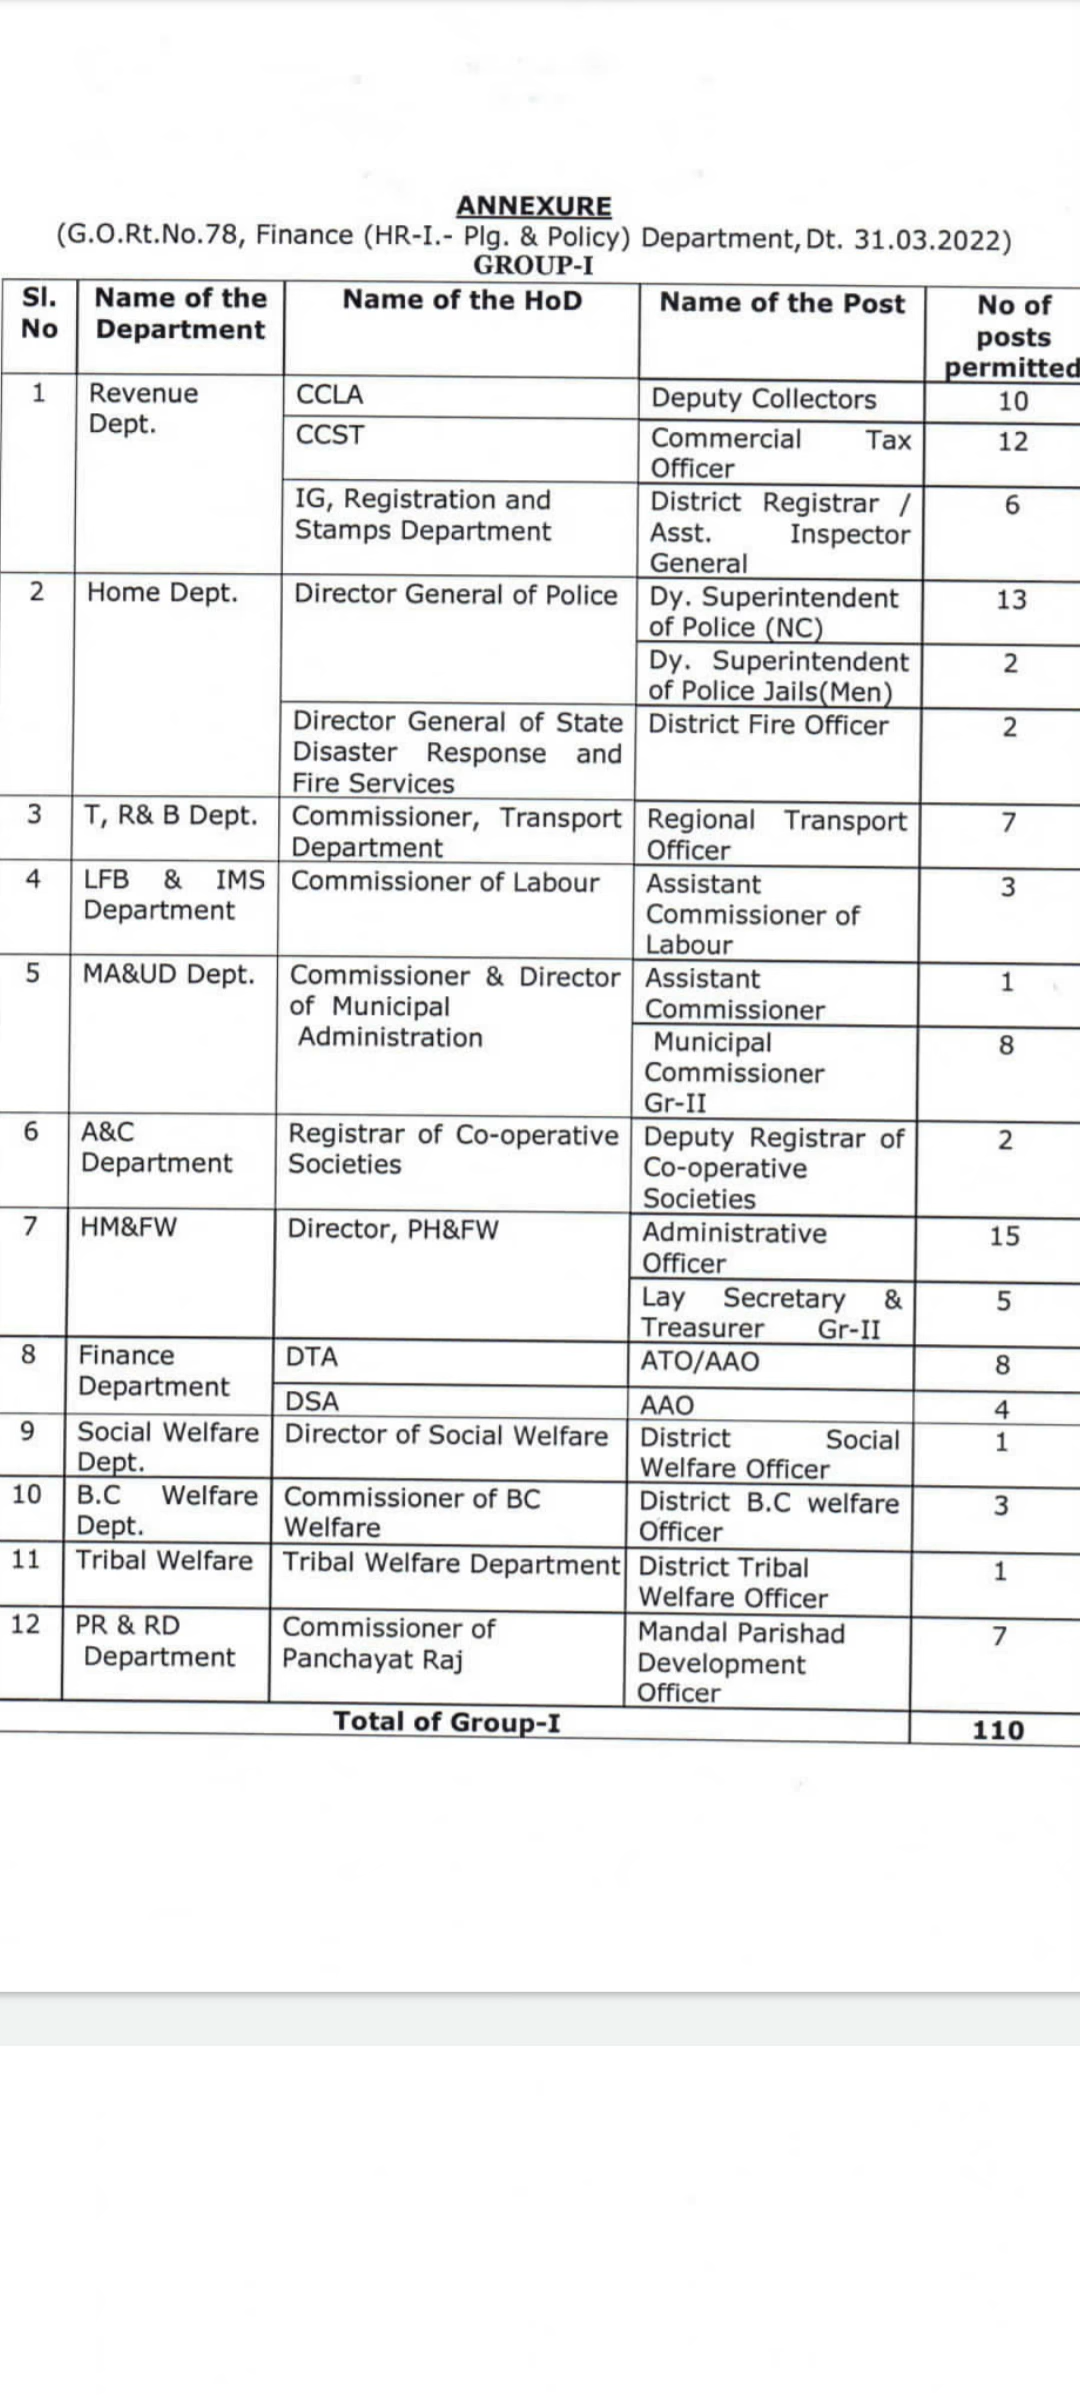 ANNEXURE
(G.O.Rt.No.78, Finance (HR-I.- Plg. & Policy) Department, Dt. 31.03.2022)
GROUP-I
Sl. No Name of the Department Name of the HoD Name of the Post No of posts permitted
1 Revenue Dept. CCLA Deputy Collectors 10
CCST Commercial Tax Officer 12
IG, Registration and Stamps Department District Registrar / Asst. Inspector General 6
2 Home Dept. Director General of Police Dy. Superintendent of Police (NC) 13
Dy. Superintendent of Police Jails(Men) 2
Director General of State Disaster Response and Fire Services District Fire Officer 2
3 T, R& B Dept. Commissioner, Transport Department Regional Transport Officer 7
4 LFB & IMS Department Commissioner of Labour Assistant Commissioner of Labour 3
5 MA&UD Dept. Commissioner & Director of Municipal Administration Assistant Commissioner 1
Municipal Commissioner Gr-II 8
6 A&C Department Registrar of Co-operative Societies Deputy Registrar of Co-operative Societies 2
7 HM&FW Director, PH&FW Administrative Officer 15
Lay Secretary & Treasurer Gr-II 5
8 Finance Department DTA ATO/AAO 8
DSA AAO 4
9 Social Welfare Dept. Director of Social Welfare District Social Welfare Officer 1
10 B.C Welfare Dept. Commissioner of BC Welfare District B.C welfare Officer 3
11 Tribal Welfare Tribal Welfare Department District Tribal Welfare Officer 1
12 PR & RD Department Commissioner of Panchayat Raj Mandal Parishad Development Officer 7
Total of Group-I 110